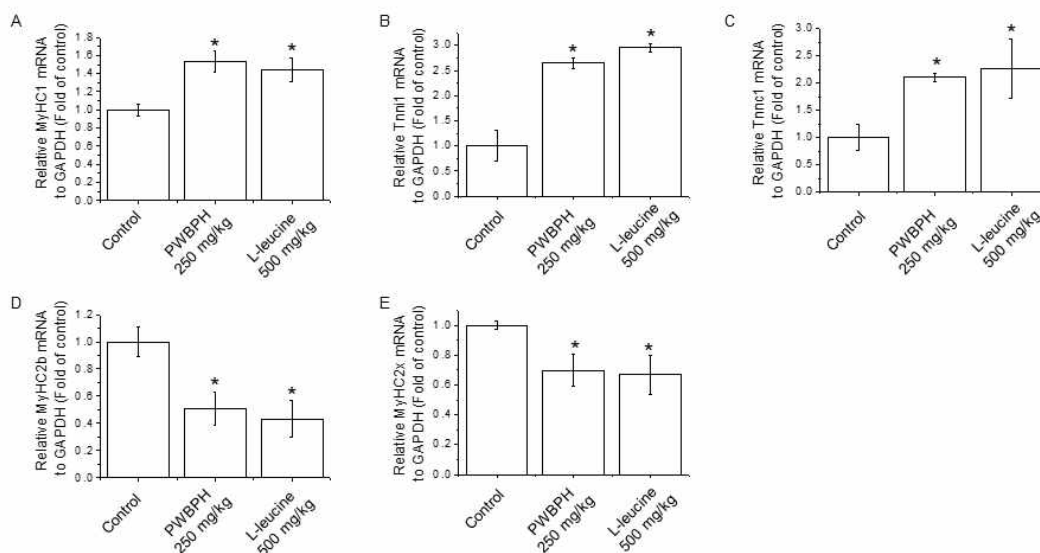 A
Relative MyHC1 mRNA
to GAPDH (Fold of control)
1.8
1.6
1.4
1.2
1.0
0.8
0.6
0.4
0.2
0.0
*
*
Control
PWBPH
250 mg/kg
L-leucine
500 mg/kg
B
Relative Tnni1 mRNA
to GAPDH (Fold of control)
3.0
2.5
2.0
1.5
1.0
0.5
0.0
*
*
Control
PWBPH
250 mg/kg
L-leucine
500 mg/kg
C
Relative Tnnc1 mRNA
to GAPDH (Fold of control)
3.0
2.5
2.0
1.5
1.0
0.5
0.0
*
*
Control
PWBPH
250 mg/kg
L-leucine
500 mg/kg
D
Relative MyHC2b mRNA
to GAPDH (Fold of control)
1.2
1.0
0.8
0.6
0.4
0.2
0.0
*
*
Control
PWBPH
250 mg/kg
L-leucine
500 mg/kg
E
Relative MyHC2x mRNA
to GAPDH (Fold of control)
1.0
0.8
0.6
0.4
0.2
0.0
*
*
Control
PWBPH
250 mg/kg
L-leucine
500 mg/kg